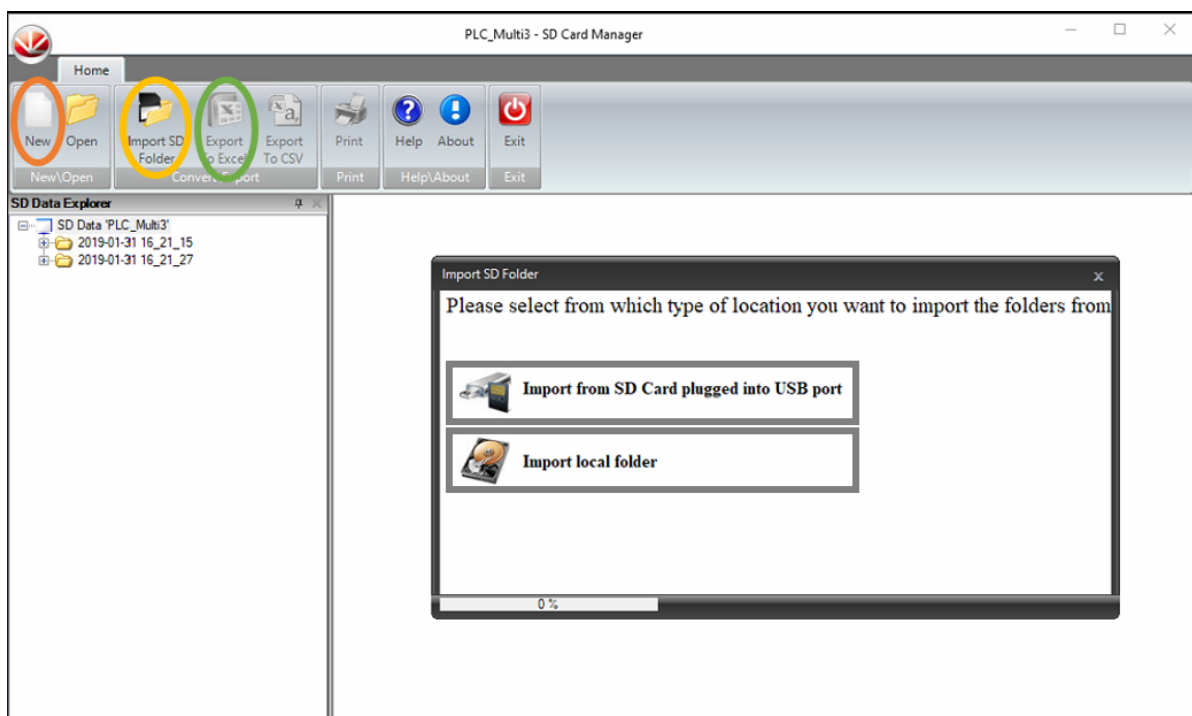 PLC_Multi3 - SD Card Manager
Home
New
Open
Import SD
Folder
Export
To Excel
Export
To CSV
Print
Help
About
Exit
New\Open
Convert\Export
Print
Help\About
Exit
SD Data Explorer
SD Data 'PLC_Multi3'
2019-01-31 16_21_15
2019-01-31 16_21_27
Import SD Folder
x
Please select from which type of location you want to import the folders from
Import from SD Card plugged into USB port
Import local folder
0 %